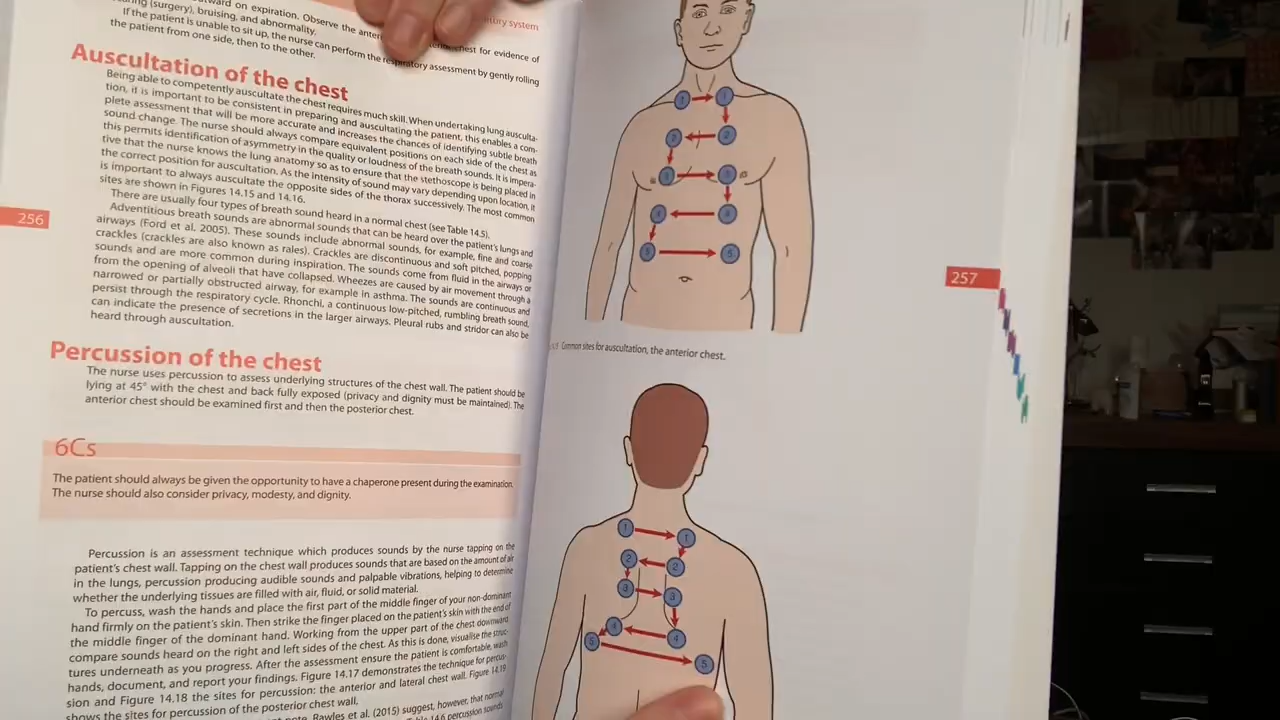 ward on expiration. Observe the
chest for evidence of
(surgery), bruising, and abnormality.
If the patient is unable to sit up, the nurse can perform the respiratory assessment by gently rolling
the patient from one side, then to the other.
system
Auscultation of the chest
Being able to competently auscultate the chest requires much skill. When undertaking lung ausculta-
tion, it is important to be consistent in preparing and auscultating the patient, this enables a com-
plete assessment that will be more accurate and increases the chances of identifying subtle breath
sound change. The nurse should always compare equivalent positions on each side of the chest as
this permits identification of asymmetry in the quality or loudness of the breath sounds. It is impera-
tive that the nurse knows the lung anatomy so as to ensure that the stethoscope is being placed in
the correct position for auscultation. As the intensity of sound may vary depending upon location, it
is important to always auscultate the opposite sides of the thorax successively. The most common
sites are shown in Figures 14.15 and 14.16.
There are usually four types of breath sound heard in a normal chest (see Table 14.5).
Adventitious breath sounds are abnormal sounds that can be heard over the patient's lungs and
airways (Ford et al. 2005). These sounds include abnormal sounds, for example, fine and coarse
crackles (crackles are also known as rales). Crackles are discontinuous and soft pitched, popping
sounds and are more common during inspiration. The sounds come from fluid in the airways or
from the opening of alveoli that have collapsed. Wheezes are caused by air movement through a
narrowed or partially obstructed airway, for example in asthma. The sounds are continuous and
persist through the respiratory cycle. Rhonchi, a continuous low-pitched, rumbling breath sound,
can indicate the presence of secretions in the larger airways. Pleural rubs and stridor can also be
heard through auscultation.
256
Percussion of the chest
The nurse uses percussion to assess underlying structures of the chest wall. The patient should be
lying at 45° with the chest and back fully exposed (privacy and dignity must be maintained). The
anterior chest should be examined first and then the posterior chest.
6Cs
The patient should always be given the opportunity to have a chaperone present during the examination.
The nurse should also consider privacy, modesty, and dignity.
Percussion is an assessment technique which produces sounds by the nurse tapping on the
patient's chest wall. Tapping on the chest wall produces sounds that are based on the amount of air
in the lungs, percussion producing audible sounds and palpable vibrations, helping to determine
whether the underlying tissues are filled with air, fluid, or solid material.
To percuss, wash the hands and place the first part of the middle finger of your non-dominant
hand firmly on the patient's skin. Then strike the finger placed on the patient's skin with the end of
the middle finger of the dominant hand. Working from the upper part of the chest downward
compare sounds heard on the right and left sides of the chest. As this is done, visualise the struc-
tures underneath as you progress. After the assessment ensure the patient is comfortable, wash
hands, document, and report your findings. Figure 14.17 demonstrates the technique for percus-
sion and Figure 14.18 the sites for percussion: the anterior and lateral chest wall. Figure 14.19
shows the sites for percussion of the posterior chest wall.
Rawles et al. (2015) suggest, however, that normal
14.6 percussion sounds
1 1
2 2
3 3
4 4
5 5
257
Common sites for auscultation, the anterior chest.
1 1
2 2
3 3
4 4
5 5